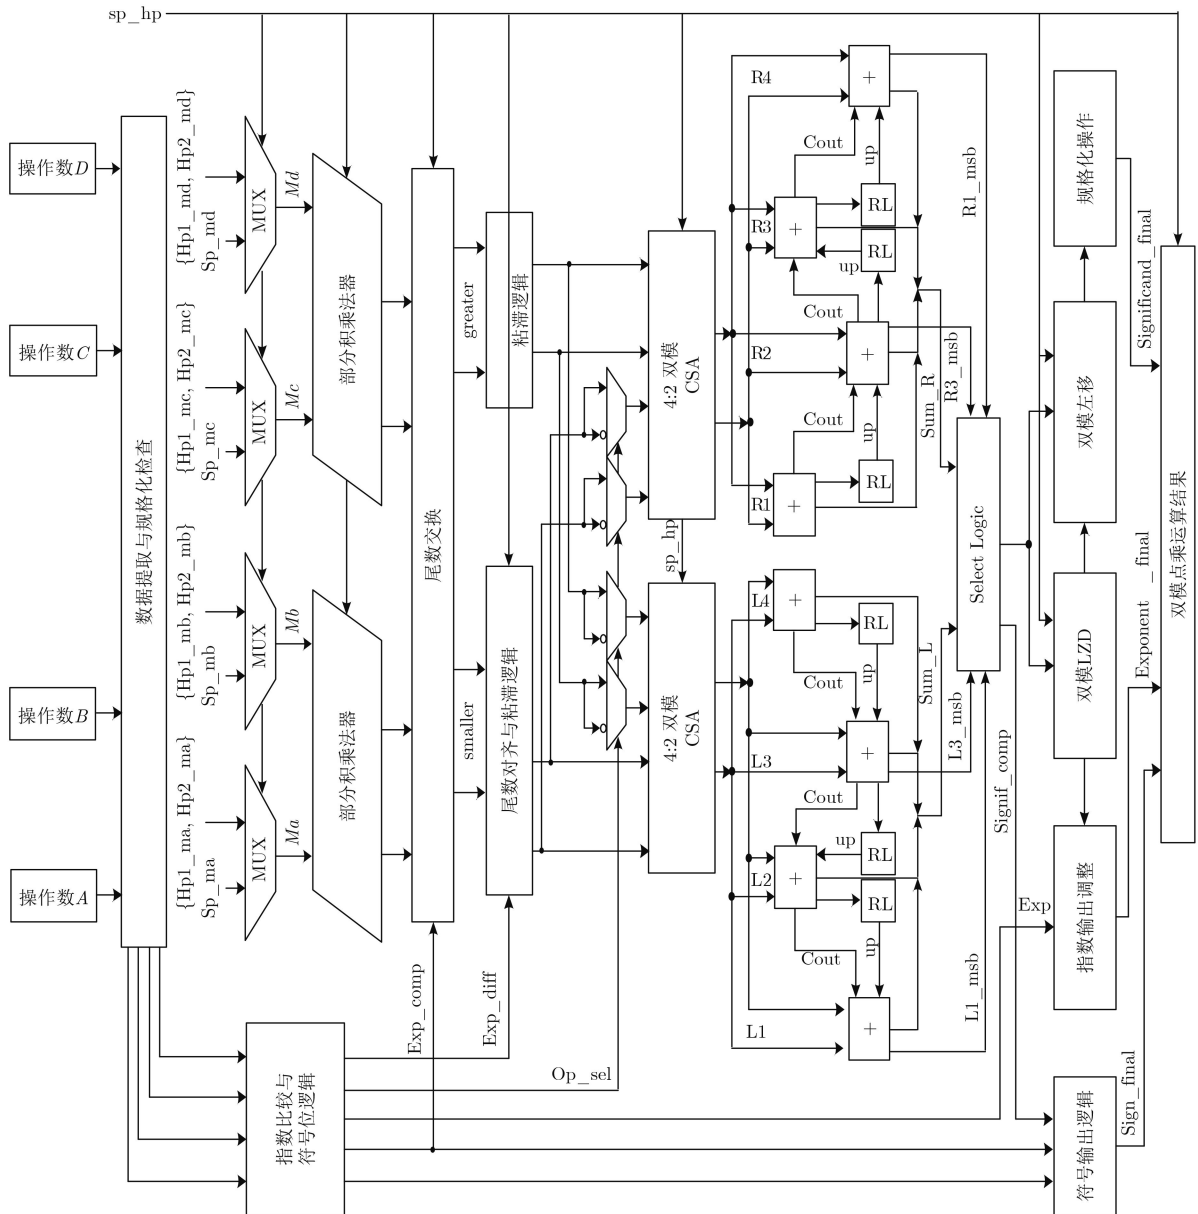 sp_hp
操作数D
操作数C
操作数B
操作数A
数据提取与规格化检查
{Hp1_md, Hp2_md}
Sp_md
MUX
Md
{Hp1_mc, Hp2_mc}
Sp_mc
MUX
Mc
{Hp1_mb, Hp2_mb}
Sp_mb
MUX
Mb
{Hp1_ma, Hp2_ma}
Sp_ma
MUX
Ma
部分积乘法器
部分积乘法器
尾数交换
greater
smaller
粘滞逻辑
尾数对齐与粘滞逻辑
Exp_comp
Exp_diff
Op_sel
指数比较与
符号位逻辑
4:2 双模
CSA
sp_hp
4:2 双模
CSA
R4
+
Cout
up
R3
+
RL
RL
up
Cout
R2
+
Cout
up
R1
+
RL
L4
+
RL
Cout
up
L3
+
Cout
up
RL
L2
+
RL
Cout
up
L1
+
R1_msb
R3_msb
Sum_R
Select Logic
Sum_L
L3_msb
L1_msb
Signif_comp
Exp
规格化操作
双模左移
双模LZD
指数输出调整
符号输出逻辑
Significand_final
Exponent _final
Sign_final
双模点乘运算结果